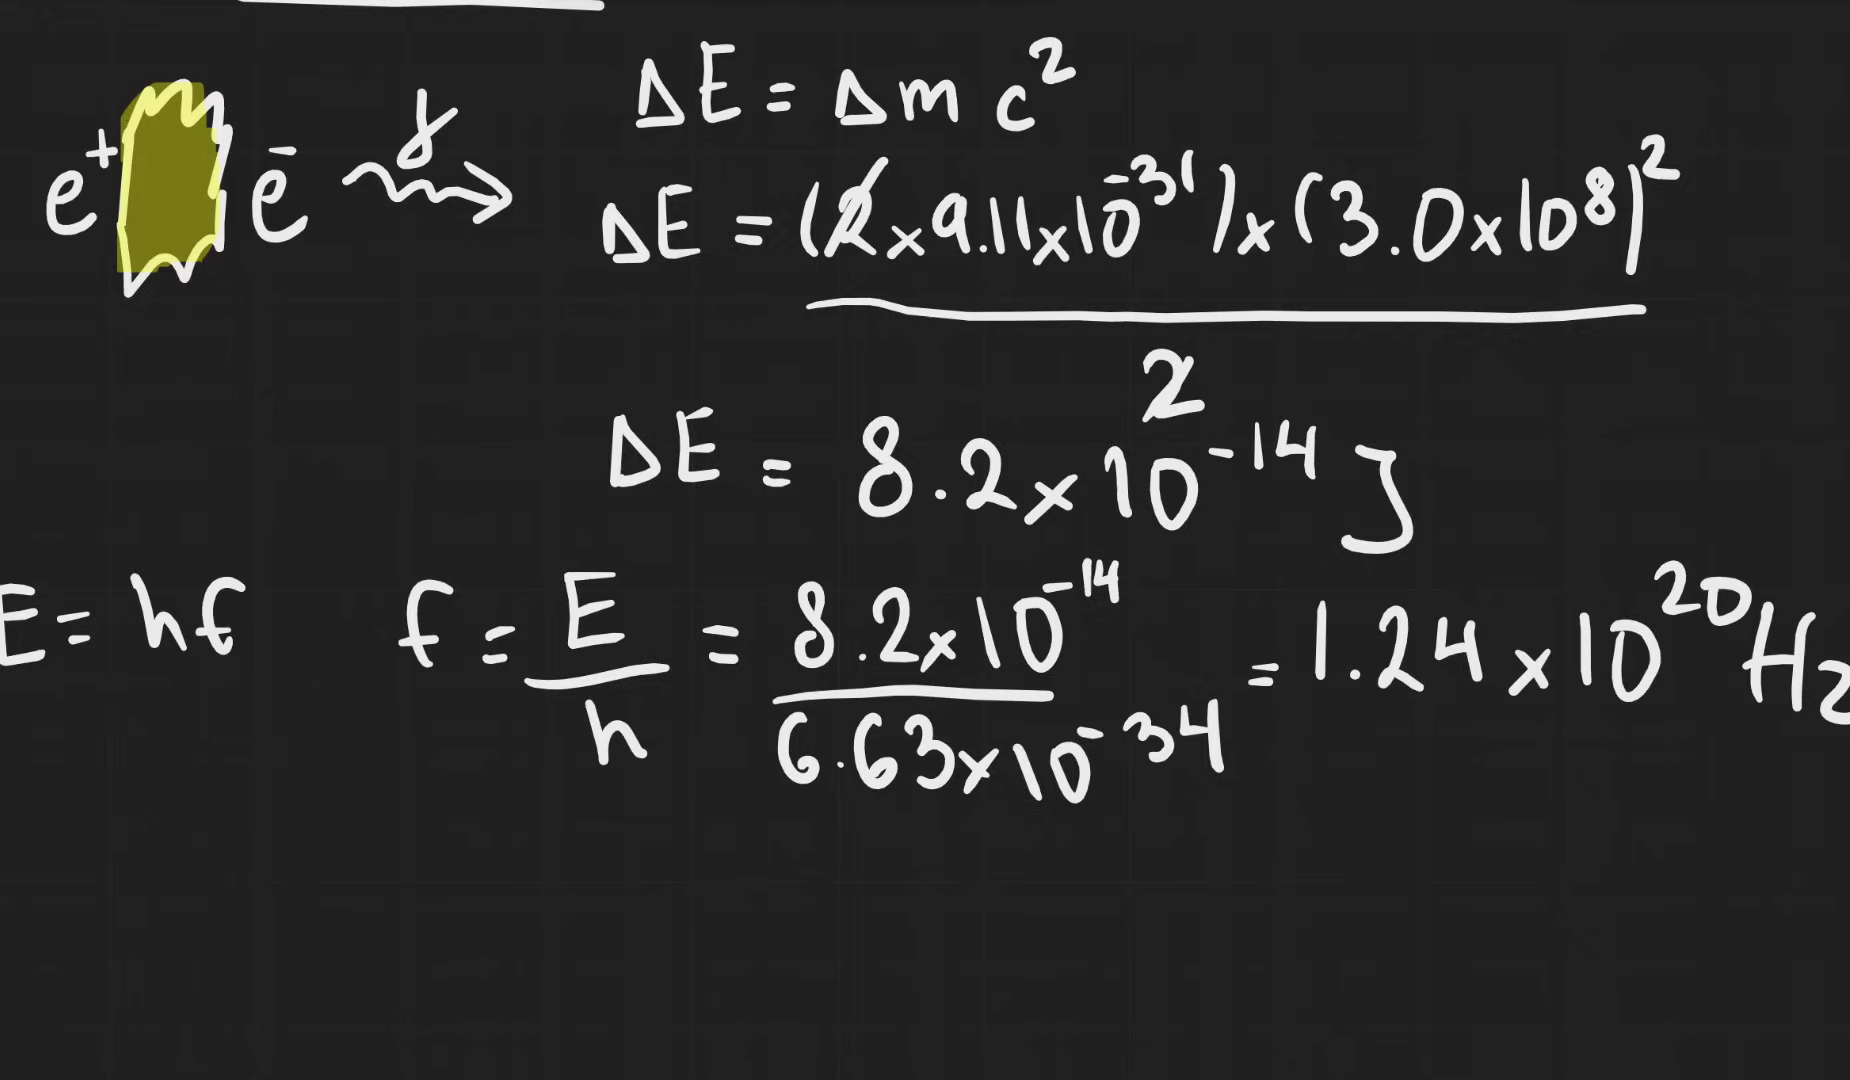 ΔE = Δm c²
e⁺ e⁻ γ
ΔE = (2×9.11×10⁻³¹)×(3.0×10⁸)²
2
ΔE = 8.2×10⁻¹⁴ J
E = hf f = E/h = 8.2×10⁻¹⁴/6.63×10⁻³⁴ = 1.24×10²⁰ Hz